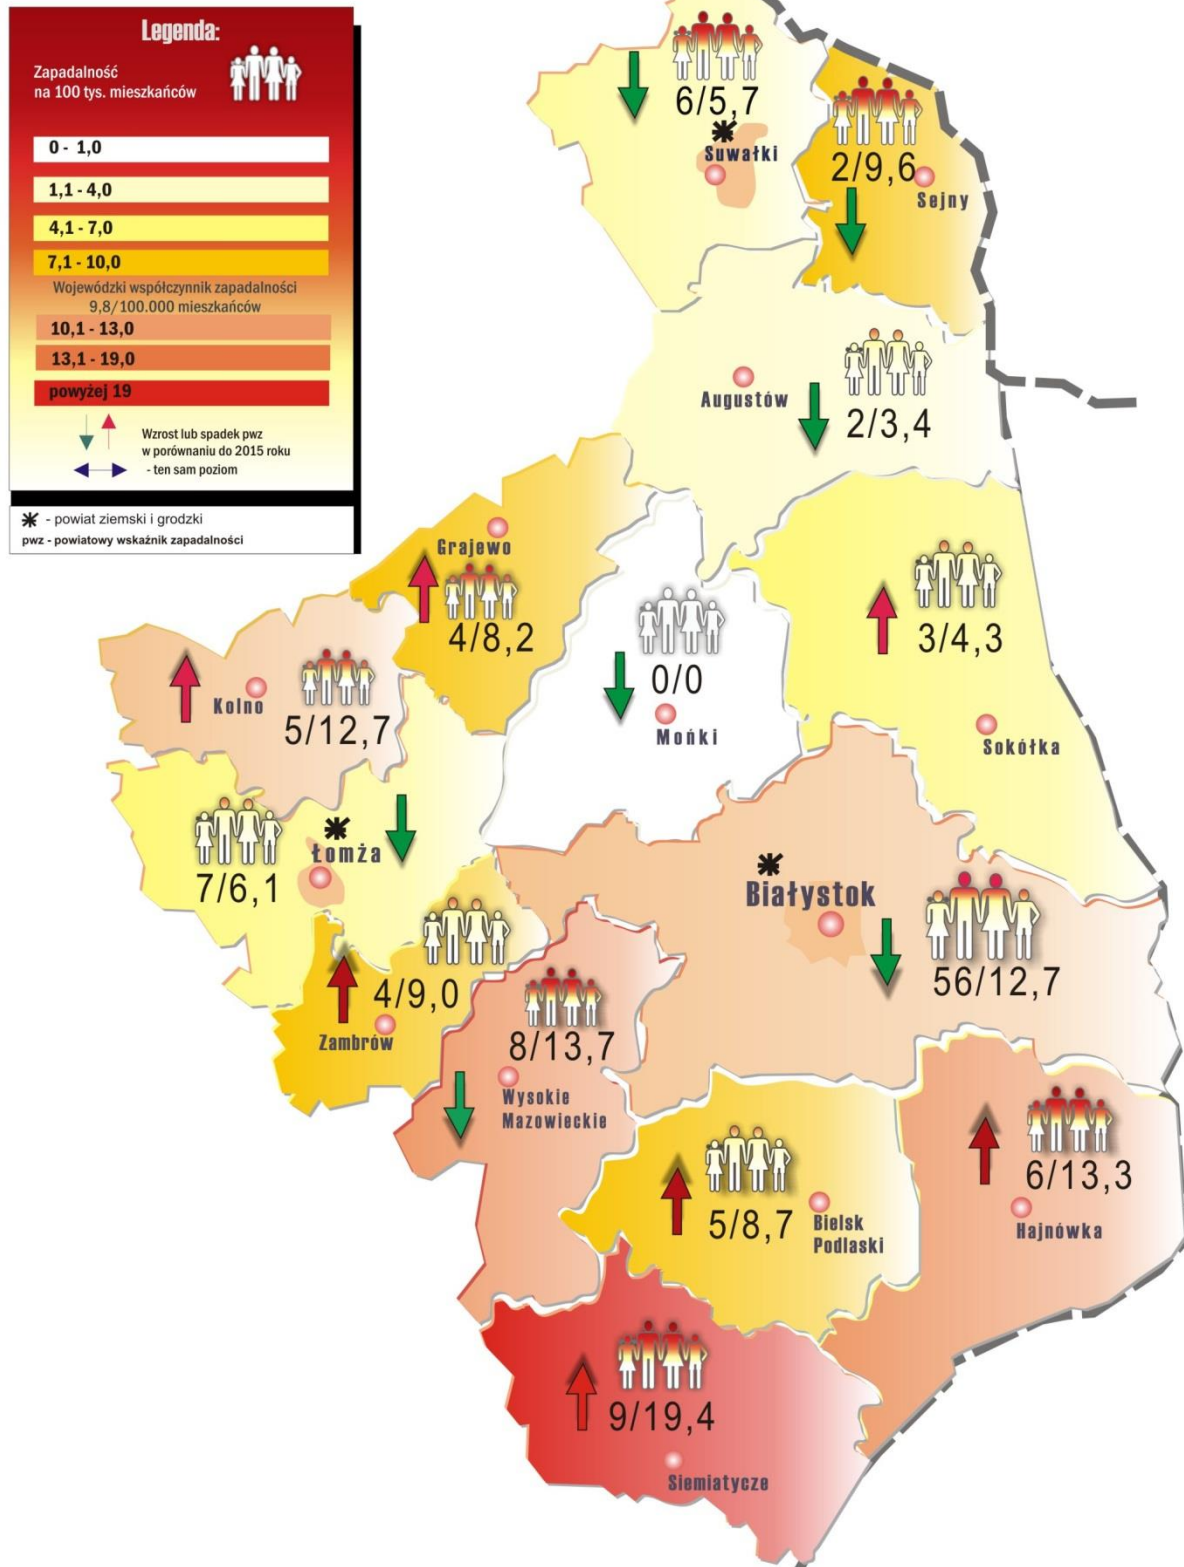 Legenda:
Zapadalność
na 100 tys. mieszkańców
0 - 1,0
1,1 - 4,0
4,1 - 7,0
7,1 - 10,0
Wojewódzki współczynnik zapadalności
9,8/100.000 mieszkańców
10,1 - 13,0
13,1 - 19,0
powyżej 19
Wzrost lub spadek pwz
w porównaniu do 2015 roku
- ten sam poziom
- powiat ziemski i grodzki
pwz - powiatowy wskaźnik zapadalności
6/5,7
Suwałki
2/9,6
Sejny
Augustów
2/3,4
Grajewo
4/8,2
3/4,3
Sokółka
0/0
Mońki
Kolno
5/12,7
7/6,1
Łomża
Białystok
56/12,7
4/9,0
Zambrów
8/13,7
Wysokie
Mazowieckie
5/8,7
Bielsk
Podlaski
6/13,3
Hajnówka
9/19,4
Siemiatycze